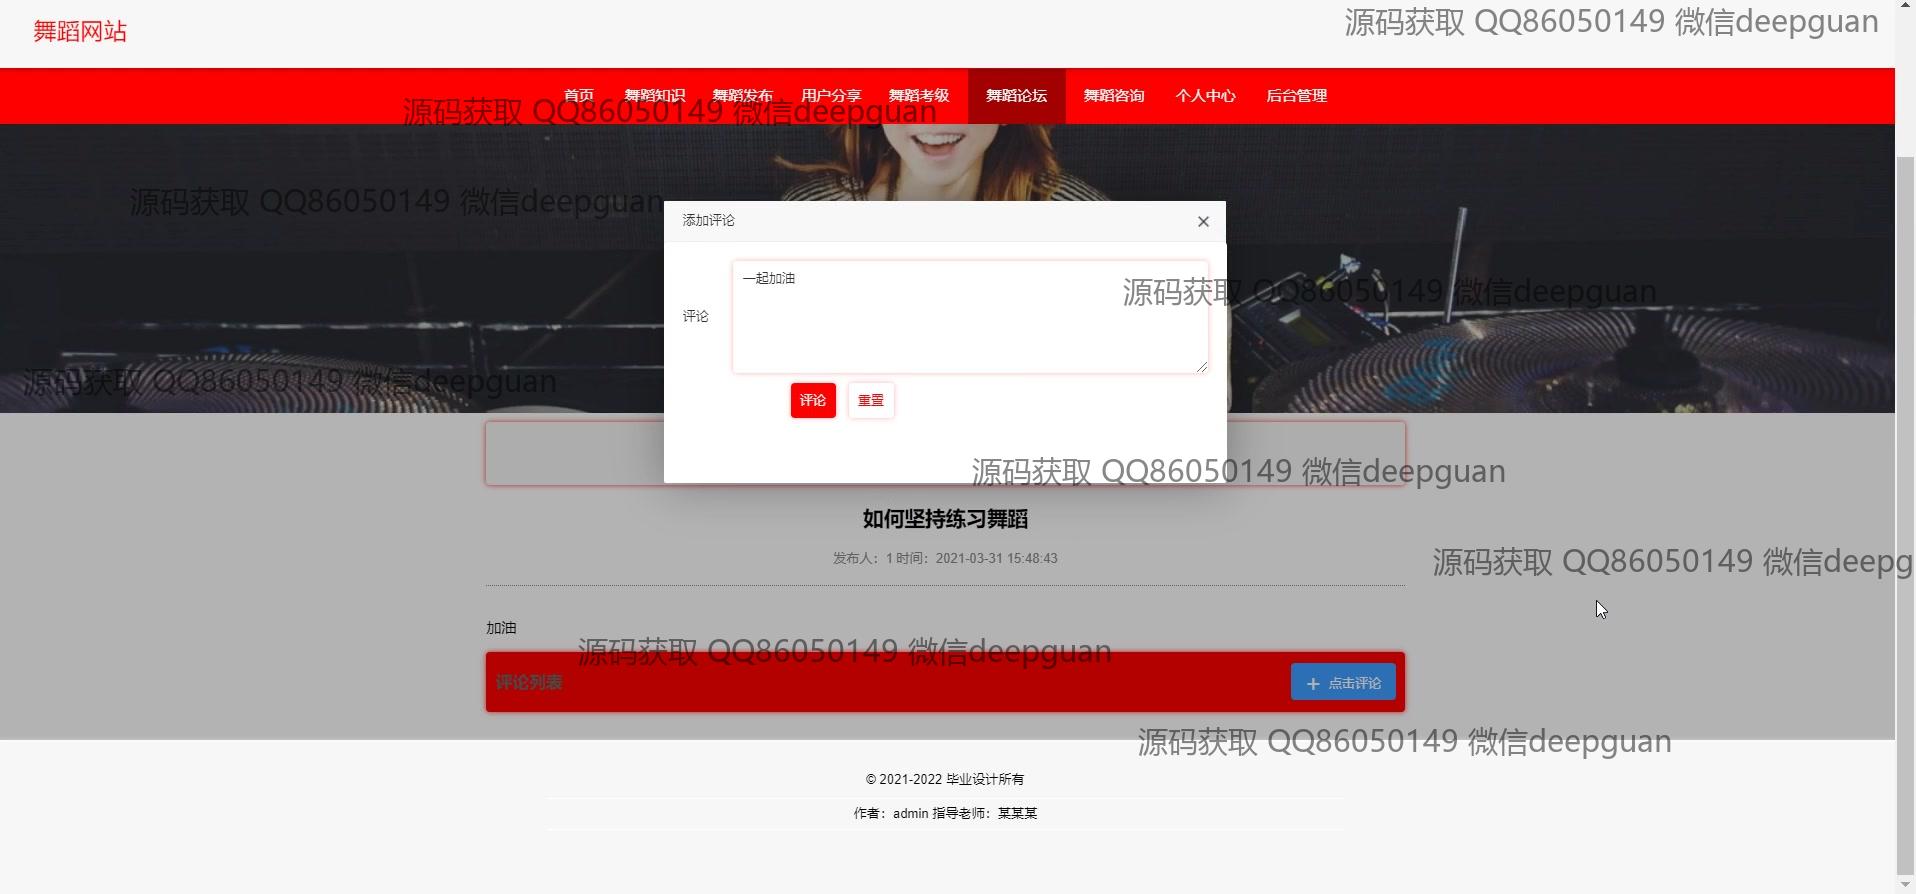 舞蹈网站
源码获取 QQ86050149 微信deepguan
首页 舞蹈知识 舞蹈发布 用户分享 舞蹈考级 舞蹈论坛 舞蹈咨询 个人中心 后台管理
源码获取 QQ86050149 微信deepguan
源码获取 QQ86050149 微信deepguan
添加评论
一起加油
源码获取 QQ86050149 微信deepguan
评论
源码获取 QQ86050149 微信deepguan
评论 重置
源码获取 QQ86050149 微信deepguan
如何坚持练习舞蹈
发布人：1 时间：2021-03-31 15:48:43
源码获取 QQ86050149 微信deepg
加油
源码获取 QQ86050149 微信deepguan
评论列表 + 点击评论
源码获取 QQ86050149 微信deepguan
© 2021-2022 毕业设计所有
作者：admin 指导老师：某某某